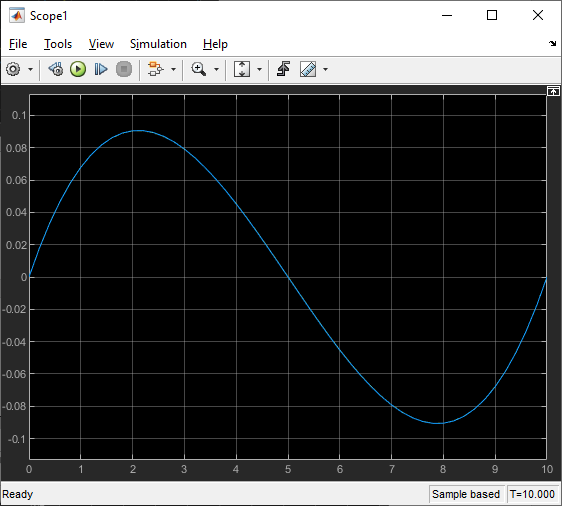 Scope1
File Tools View Simulation Help
0.1
0.08
0.06
0.04
0.02
0
-0.02
-0.04
-0.06
-0.08
-0.1
0 1 2 3 4 5 6 7 8 9 10
Ready Sample based T=10.000